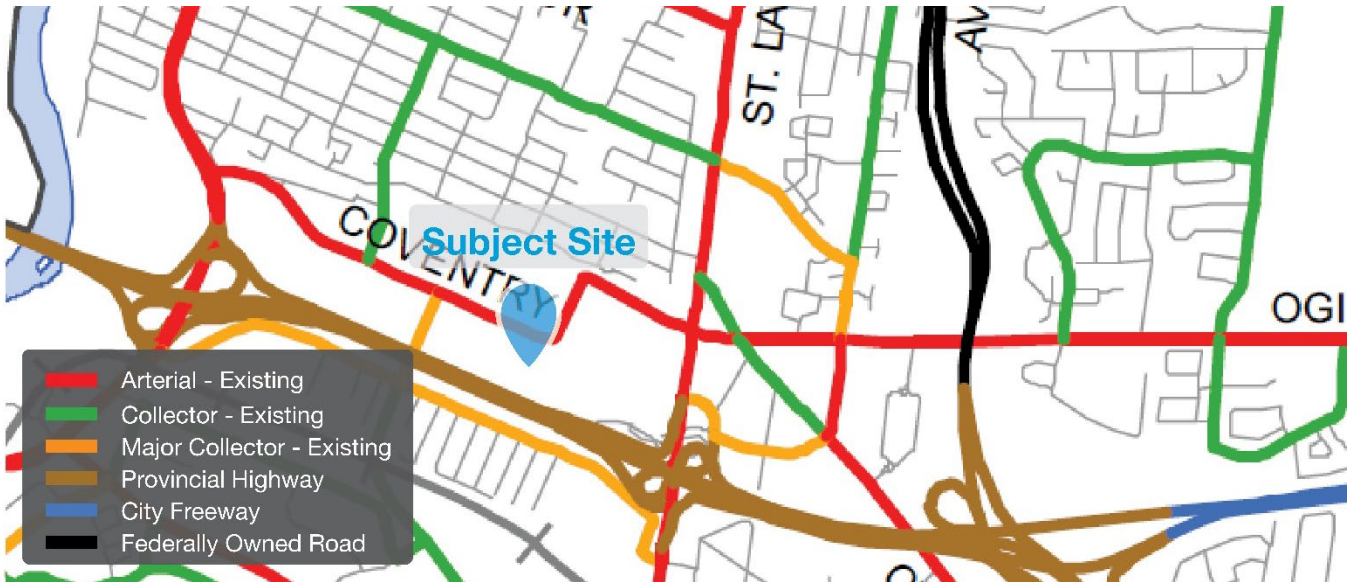 ST. LA
AV
COVENTRY
Subject Site
OGI
Arterial - Existing
Collector - Existing
Major Collector - Existing
Provincial Highway
City Freeway
Federally Owned Road